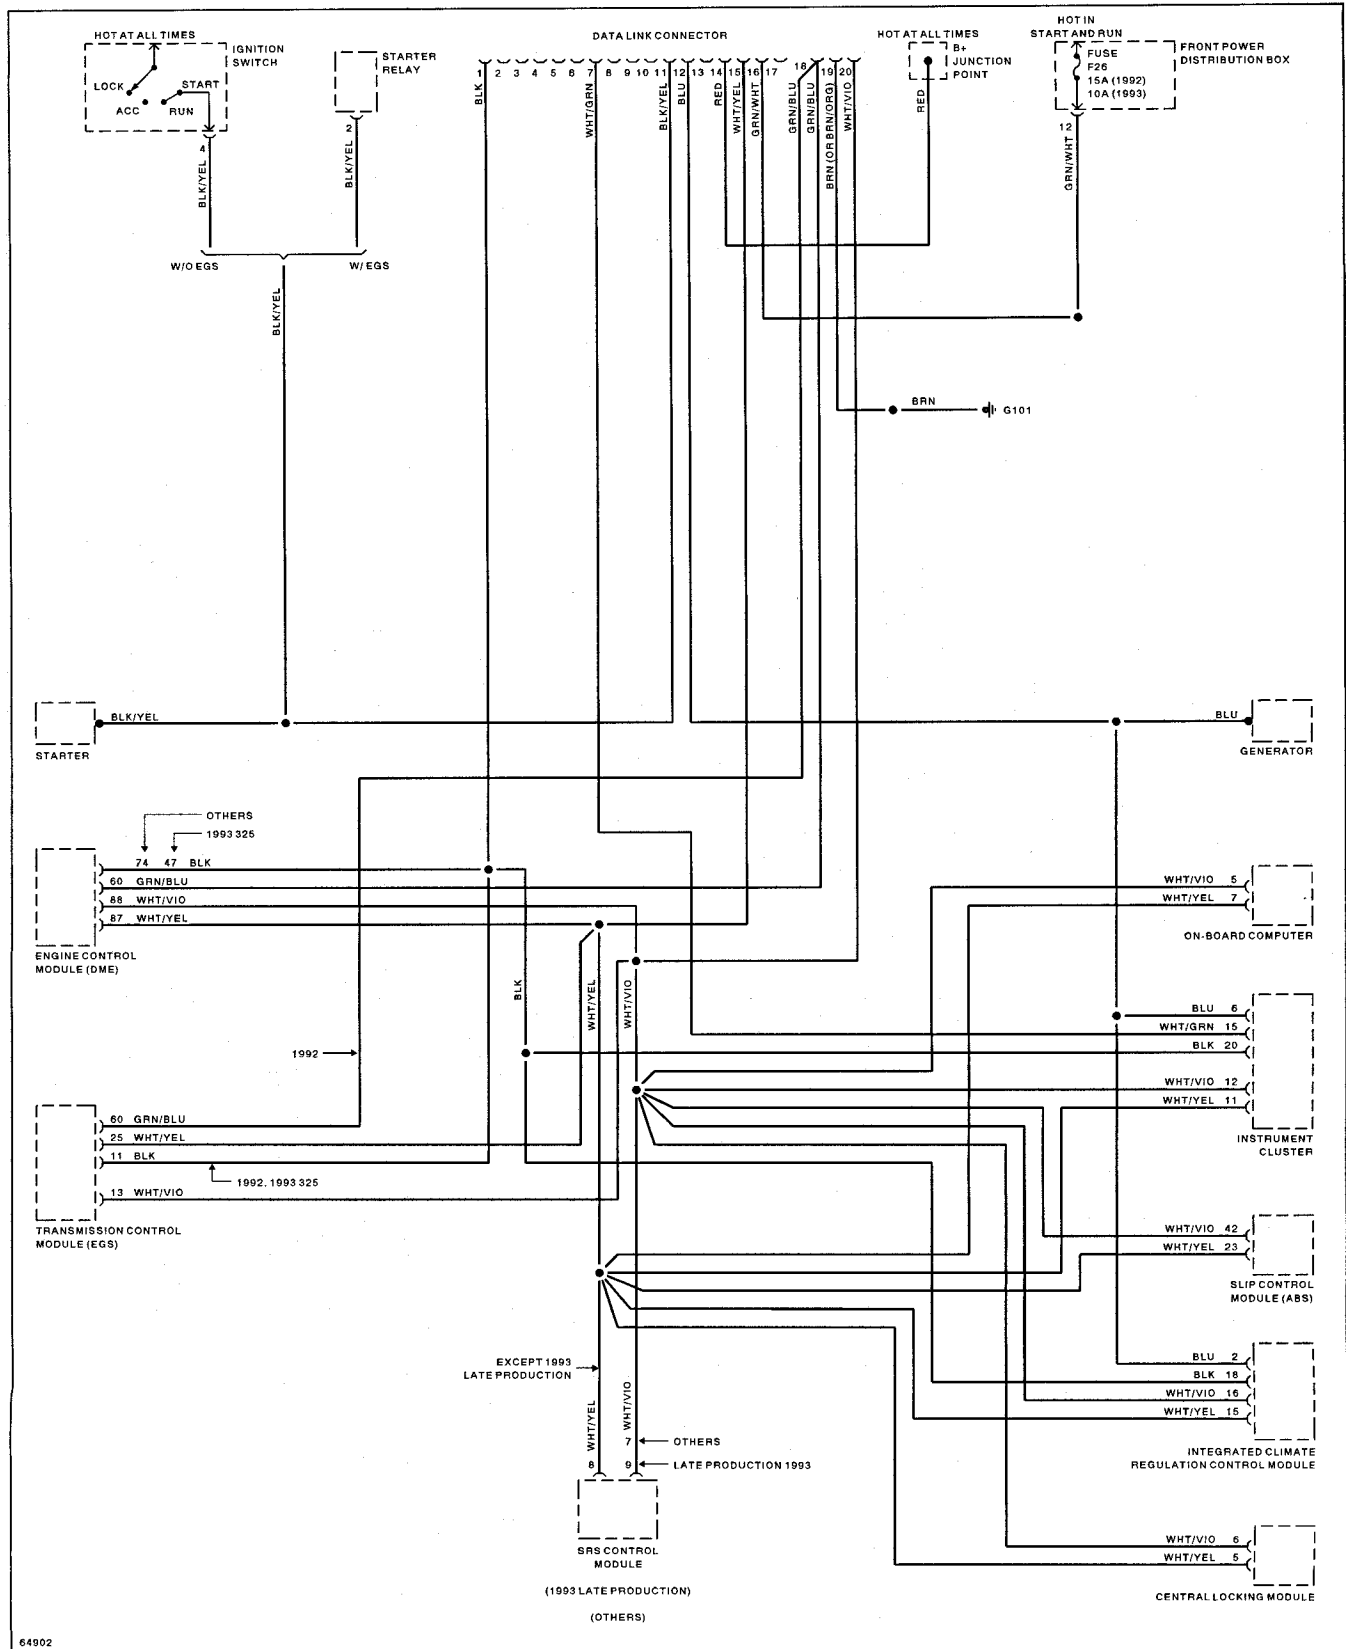 HOT AT ALL TIMES
IGNITION
SWITCH
LOCK
START
ACC
RUN
4
BLK/YEL
W/O EGS
STARTER
RELAY
2
BLK/YEL
W/ EGS
BLK/YEL
DATA LINK CONNECTOR
1 2 3 4 5 6 7 8 9 10 11 12 13 14 15 16 17 18 19 20
BLK
WHT/GRN
BLK/YEL
BLU
RED
WHT/YEL
GRN/WHT
GRN/BLU
GRN/BLU
BRN (OR BRN/ORG)
WHT/VIO
HOT AT ALL TIMES
B+
JUNCTION
POINT
RED
HOT IN
START AND RUN
FUSE
F26
15A (1992)
10A (1993)
FRONT POWER
DISTRIBUTION BOX
12
GRN/WHT
BRN
G101
BLK/YEL
STARTER
BLU
GENERATOR
OTHERS
1993 325
74 47 BLK
60 GRN/BLU
88 WHT/VIO
87 WHT/YEL
ENGINE CONTROL
MODULE (DME)
BLK
WHT/YEL
WHT/VIO
1992
60 GRN/BLU
25 WHT/YEL
11 BLK
1992, 1993 325
13 WHT/VIO
TRANSMISSION CONTROL
MODULE (EGS)
WHT/VIO 5
WHT/YEL 7
ON-BOARD COMPUTER
BLU 6
WHT/GRN 15
BLK 20
WHT/VIO 12
WHT/YEL 11
INSTRUMENT
CLUSTER
WHT/VIO 42
WHT/YEL 23
SLIP CONTROL
MODULE (ABS)
BLU 2
BLK 18
WHT/VIO 16
WHT/YEL 15
INTEGRATED CLIMATE
REGULATION CONTROL MODULE
EXCEPT 1993
LATE PRODUCTION
WHT/YEL
WHT/VIO
7 OTHERS
8
9 LATE PRODUCTION 1993
SRS CONTROL
MODULE
(1993 LATE PRODUCTION)
(OTHERS)
WHT/VIO 6
WHT/YEL 5
CENTRAL LOCKING MODULE
64902